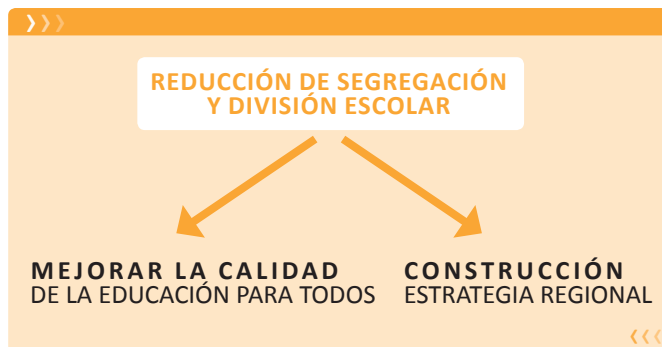 REDUCCIÓN DE SEGREGACIÓN
Y DIVISIÓN ESCOLAR
MEJORAR LA CALIDAD
DE LA EDUCACIÓN PARA TODOS
CONSTRUCCIÓN
ESTRATEGIA REGIONAL